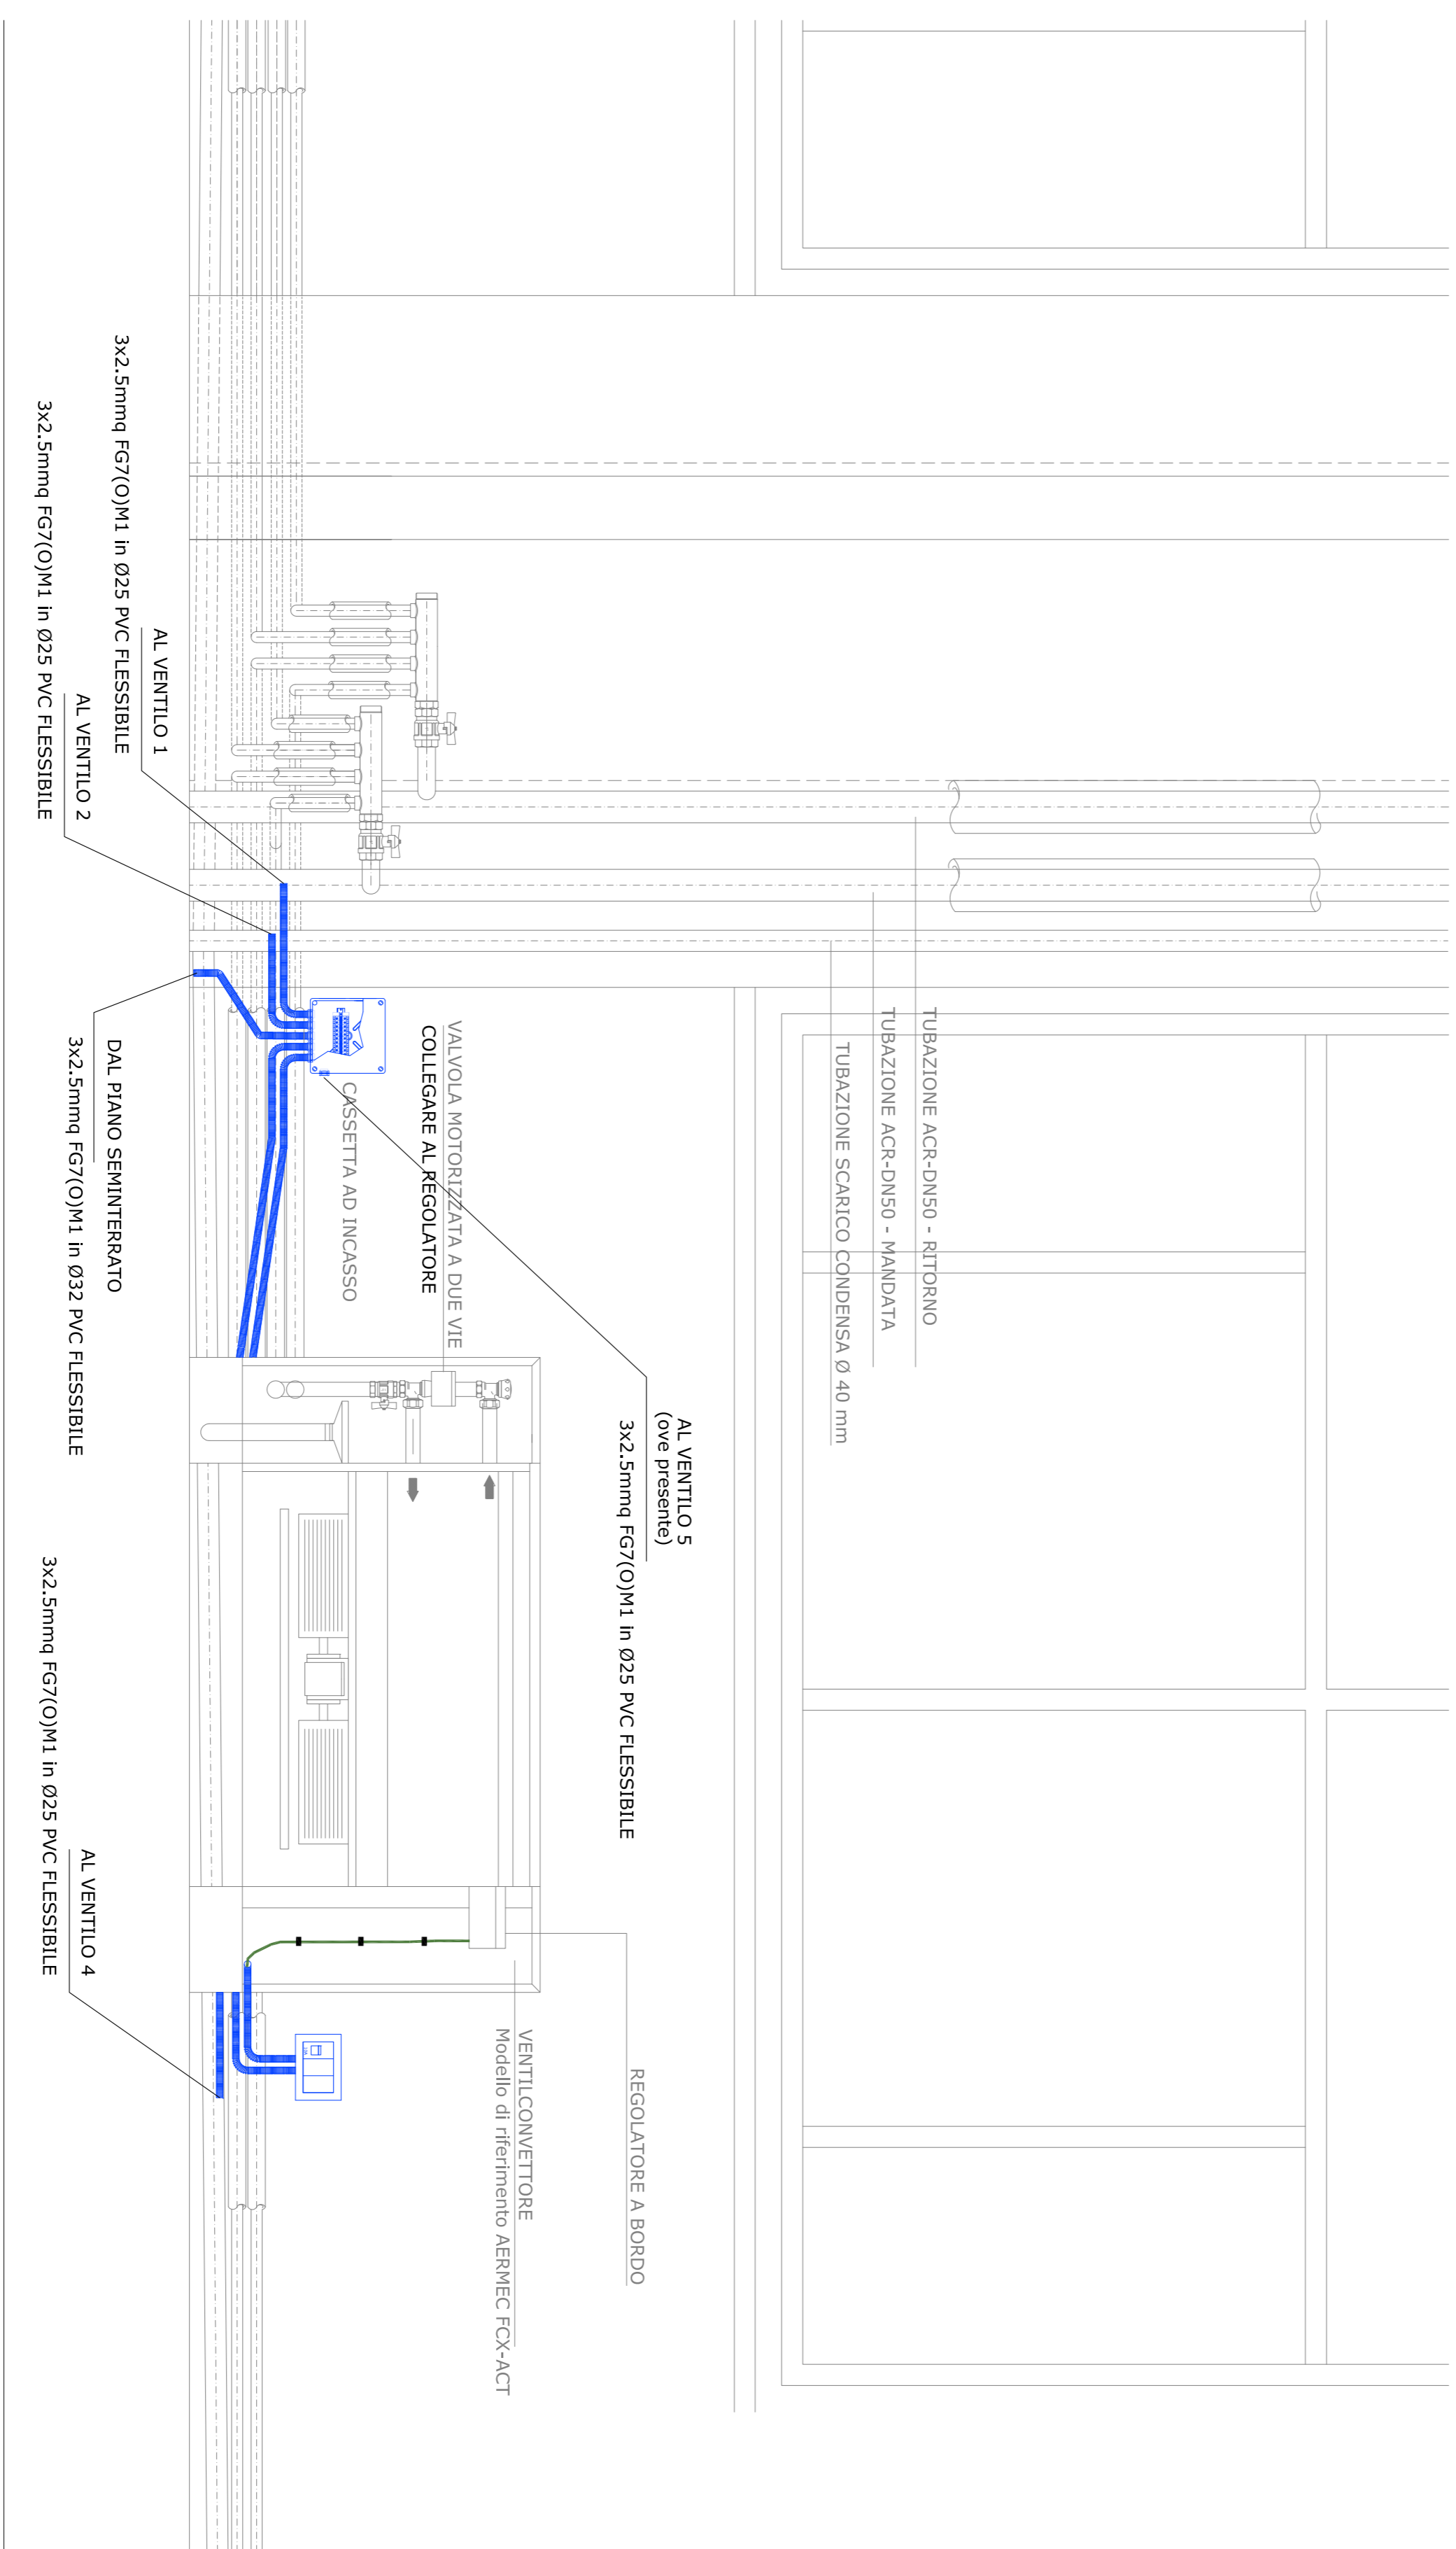 TUBAZIONE ACR-DN50 - RITORNO
TUBAZIONE ACR-DN50 - MANDATA
TUBAZIONE SCARICO CONDENSA Ø 40 mm
AL VENTILO 5
(ove presente)
3x2.5mmq FG7(O)M1 in Ø25 PVC FLESSIBILE
REGOLATORE A BORDO
VENTILCONVETTORE
Modello di riferimento AERMEC FCX-ACT
VALVOLA MOTORIZZATA A DUE VIE
COLLEGARE AL REGOLATORE
CASSETTA AD INCASSO
AL VENTILO 1
3x2.5mmq FG7(O)M1 in Ø25 PVC FLESSIBILE
AL VENTILO 2
3x2.5mmq FG7(O)M1 in Ø25 PVC FLESSIBILE
DAL PIANO SEMINTERRATO
3x2.5mmq FG7(O)M1 in Ø32 PVC FLESSIBILE
AL VENTILO 4
3x2.5mmq FG7(O)M1 in Ø25 PVC FLESSIBILE